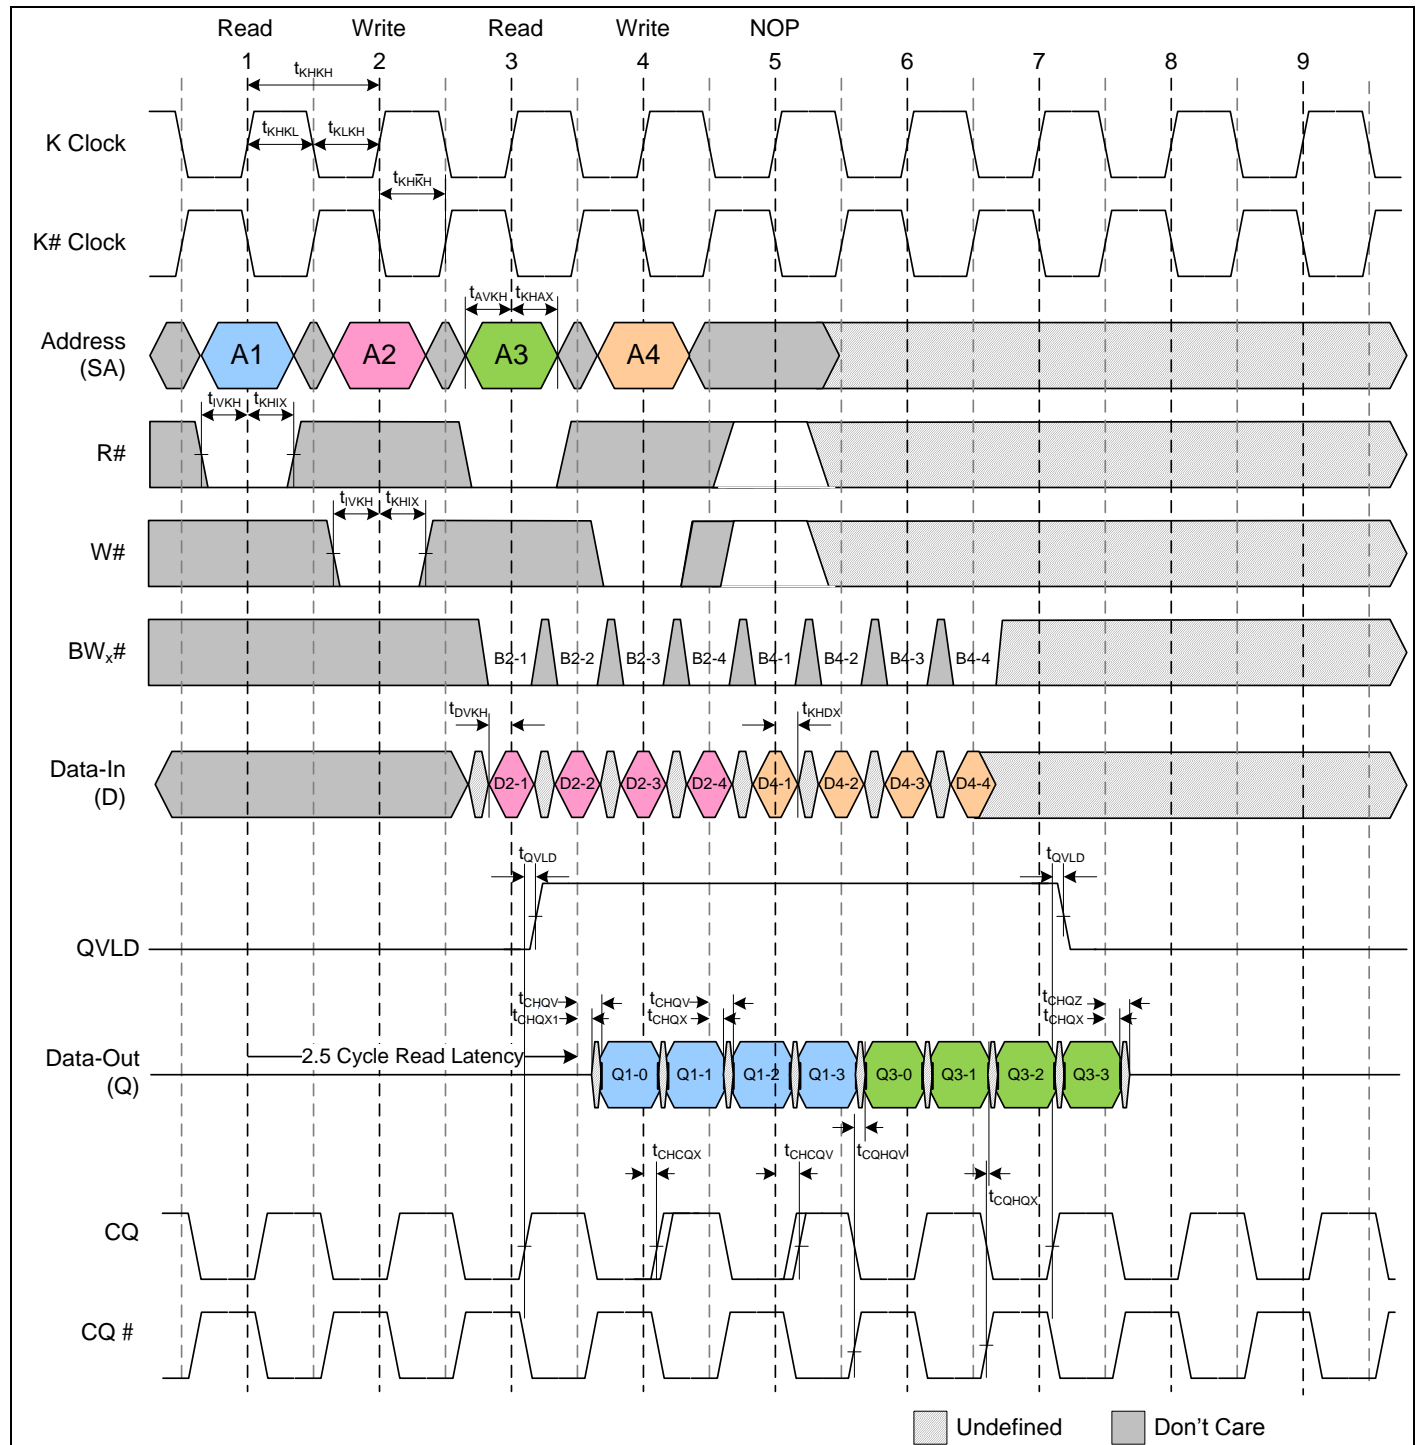 Read Write Read Write NOP
1 2 3 4 5 6 7 8 9
tKHKH
K Clock
tKHKL tKLKH
tKHK̅H
K# Clock
tAVKH tKHAX
Address
(SA)
A1 A2 A3 A4
tIVKH tKHIX
R#
tIVKH tKHIX
W#
BWx#
B2-1 B2-2 B2-3 B2-4 B4-1 B4-2 B4-3 B4-4
tDVKH tKHDX
Data-In
(D)
D2-1 D2-2 D2-3 D2-4 D4-1 D4-2 D4-3 D4-4
tQVLD tQVLD
QVLD
tCHQV tCHQV tCHQZ
tCHQX1 tCHQX tCHQX
Data-Out
(Q)
2.5 Cycle Read Latency
Q1-0 Q1-1 Q1-2 Q1-3 Q3-0 Q3-1 Q3-2 Q3-3
tCHCQX tCHCQV tCQHQV
tCQHQX
CQ
CQ #
Undefined Don't Care